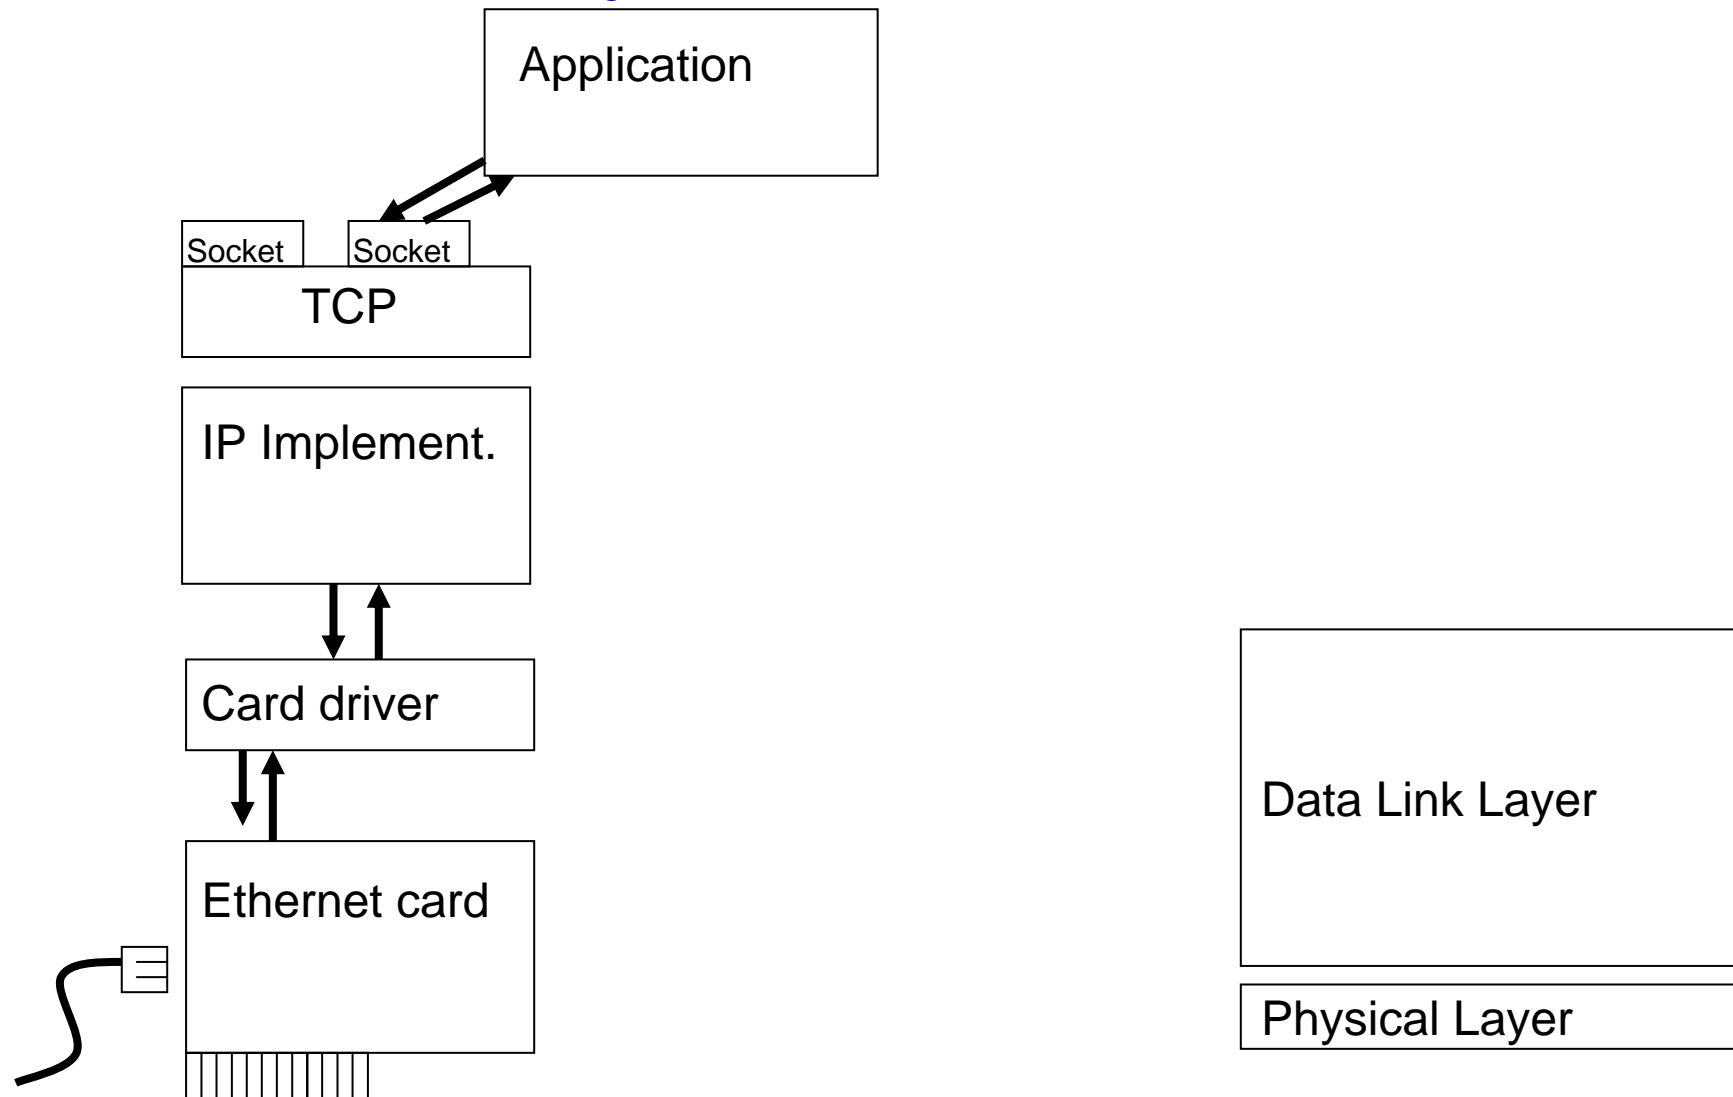 Application
Socket
Socket
TCP
IP Implement.
Card driver
Data Link Layer
Ethernet card
Physical Layer